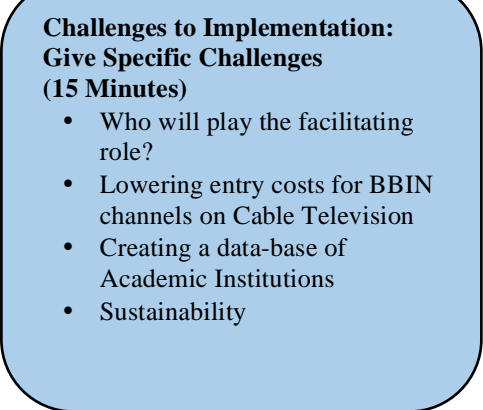 Challenges to Implementation:
Give Specific Challenges
(15 Minutes)
• Who will play the facilitating
role?
• Lowering entry costs for BBIN
channels on Cable Television
• Creating a data-base of
Academic Institutions
• Sustainability